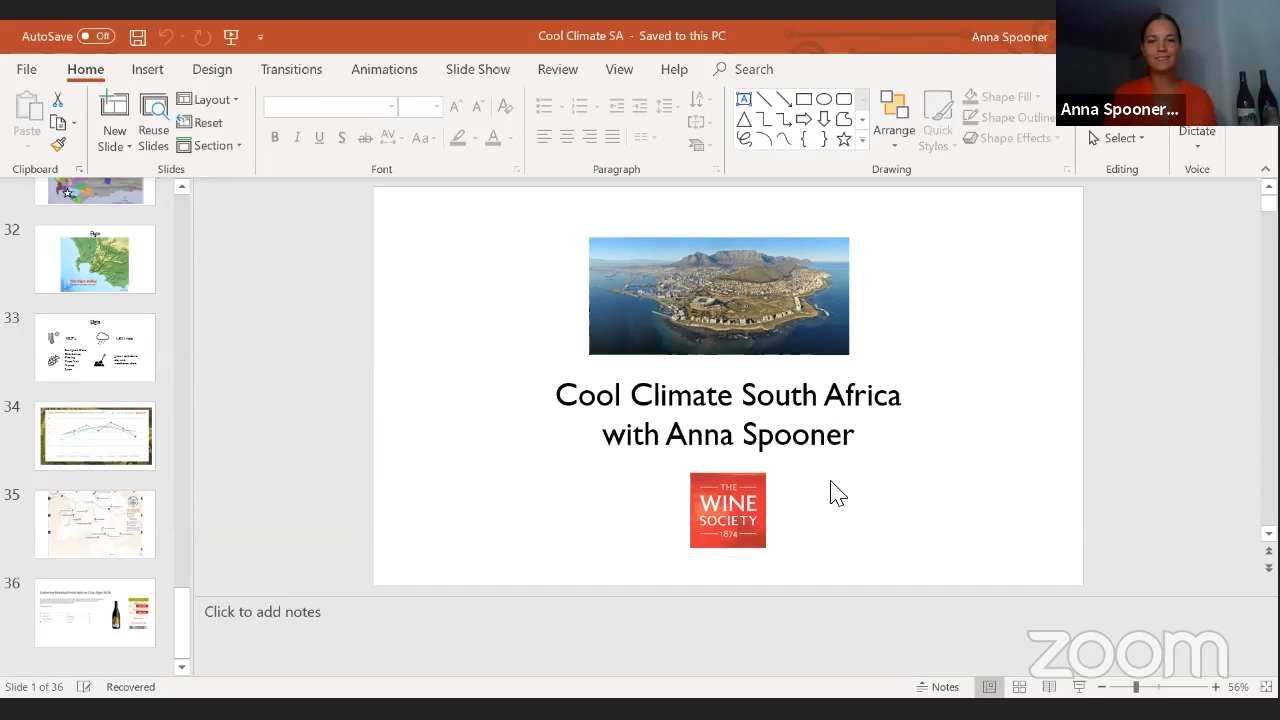 AutoSave Off
Cool Climate SA - Saved to this PC
Anna Spooner
File Home Insert Design Transitions Animations Slide Show Review View Help Search
Anna Spooner...
Paste
New Slide
Reuse Slides
Layout
Reset
Section
B I U S ab AV Aa A
Arrange
Quick Styles
Shape Fill
Shape Outline
Shape Effects
Select
Dictate
Clipboard Slides Font Paragraph Drawing Editing Voice
32
33
34
35
36
Cool Climate South Africa
with Anna Spooner
THE
WINE
SOCIETY
1874
Click to add notes
zoom
Slide 1 of 36 Recovered Notes 56%